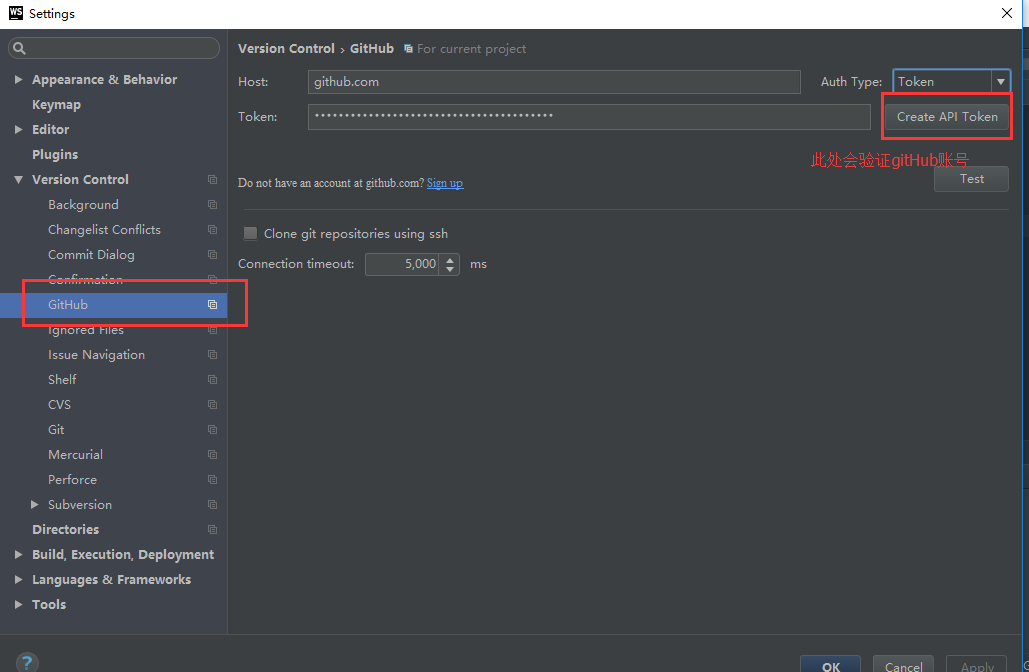 WS Settings
Version Control › GitHub For current project
Appearance & Behavior
Keymap
Editor
Plugins
Version Control
Background
Changelist Conflicts
Commit Dialog
Confirmation
GitHub
Ignored Files
Issue Navigation
Shelf
CVS
Git
Mercurial
Perforce
Subversion
Directories
Build, Execution, Deployment
Languages & Frameworks
Tools
Host: github.com Auth Type: Token
Token: •••••••••••••••••••••••••••••••••••••••• Create API Token
此处会验证gitHub账号
Do not have an account at github.com? Sign up Test
Clone git repositories using ssh
Connection timeout: 5,000 ms
? OK Cancel Apply